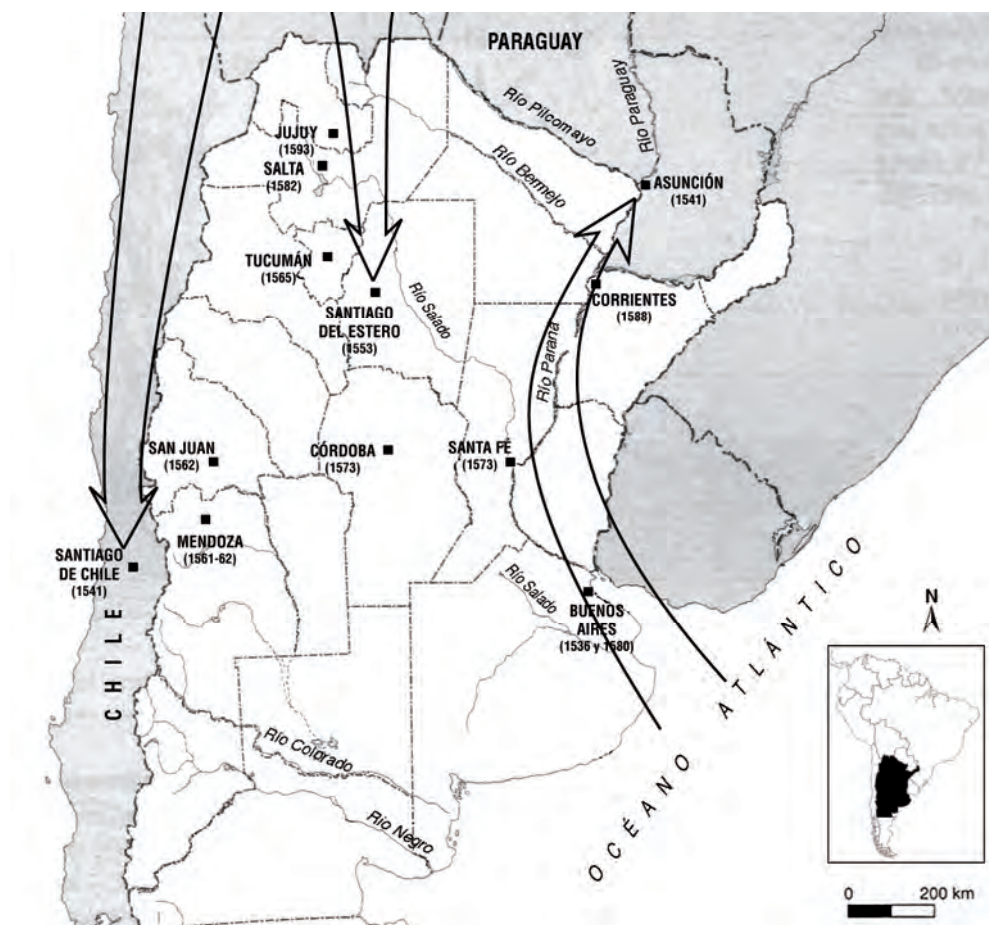 PARAGUAY
Río Paraguay
Río Pilcomayo
JUJUY
(1593)
SALTA
(1582)
Río Bermejo
ASUNCIÓN
(1541)
TUCUMÁN
(1565)
SANTIAGO
DEL ESTERO
(1553)
Río Salado
CORRIENTES
(1588)
Río Paraná
SAN JUAN
(1562)
CÓRDOBA
(1573)
SANTA FÉ
(1573)
MENDOZA
(1561-62)
SANTIAGO
DE CHILE
(1541)
CHILE
Río Salado
BUENOS
AIRES
(1536 y 1580)
OCÉANO ATLÁNTICO
N
Río Colorado
Río Negro
0 200 km